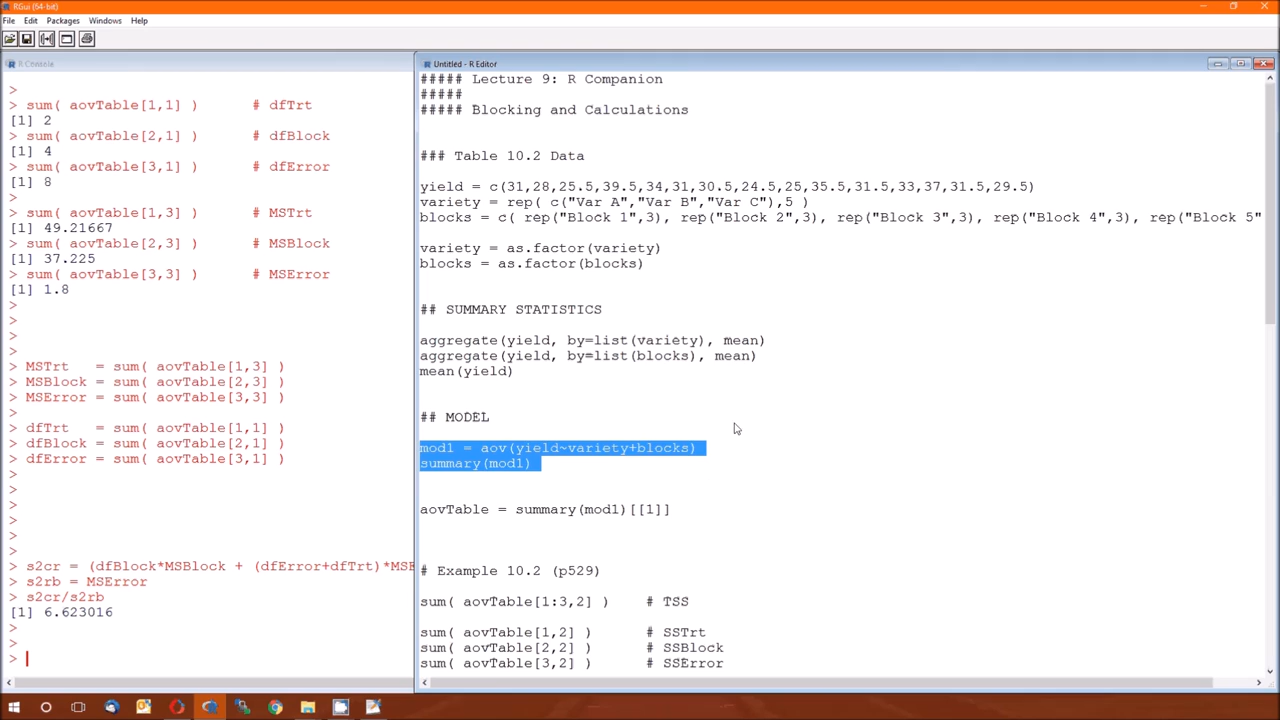 RGui (64-bit)
File Edit Packages Windows Help
R Console
>
> sum( aovTable[1,1] ) # dfTrt
[1] 2
> sum( aovTable[2,1] ) # dfBlock
[1] 4
> sum( aovTable[3,1] ) # dfError
[1] 8
>
> sum( aovTable[1,3] ) # MSTrt
[1] 49.21667
> sum( aovTable[2,3] ) # MSBlock
[1] 37.225
> sum( aovTable[3,3] ) # MSError
[1] 1.8
>
>
>
>
> MSTrt = sum( aovTable[1,3] )
> MSBlock = sum( aovTable[2,3] )
> MSError = sum( aovTable[3,3] )
>
> dfTrt = sum( aovTable[1,1] )
> dfBlock = sum( aovTable[2,1] )
> dfError = sum( aovTable[3,1] )
>
>
>
>
>
>
> s2cr = (dfBlock*MSBlock + (dfError+dfTrt)*MSE
> s2rb = MSError
> s2cr/s2rb
[1] 6.623016
>
>
>
Untitled - R Editor
##### Lecture 9: R Companion
#####
##### Blocking and Calculations
### Table 10.2 Data
yield = c(31,28,25.5,39.5,34,31,30.5,24.5,25,35.5,31.5,33,37,31.5,29.5)
variety = rep( c("Var A","Var B","Var C"),5 )
blocks = c( rep("Block 1",3), rep("Block 2",3), rep("Block 3",3), rep("Block 4",3), rep("Block 5"
variety = as.factor(variety)
blocks = as.factor(blocks)
## SUMMARY STATISTICS
aggregate(yield, by=list(variety), mean)
aggregate(yield, by=list(blocks), mean)
mean(yield)
## MODEL
mod1 = aov(yield~variety+blocks)
summary(mod1)
aovTable = summary(mod1)[[1]]
# Example 10.2 (p529)
sum( aovTable[1:3,2] ) # TSS
sum( aovTable[1,2] ) # SSTrt
sum( aovTable[2,2] ) # SSBlock
sum( aovTable[3,2] ) # SSError